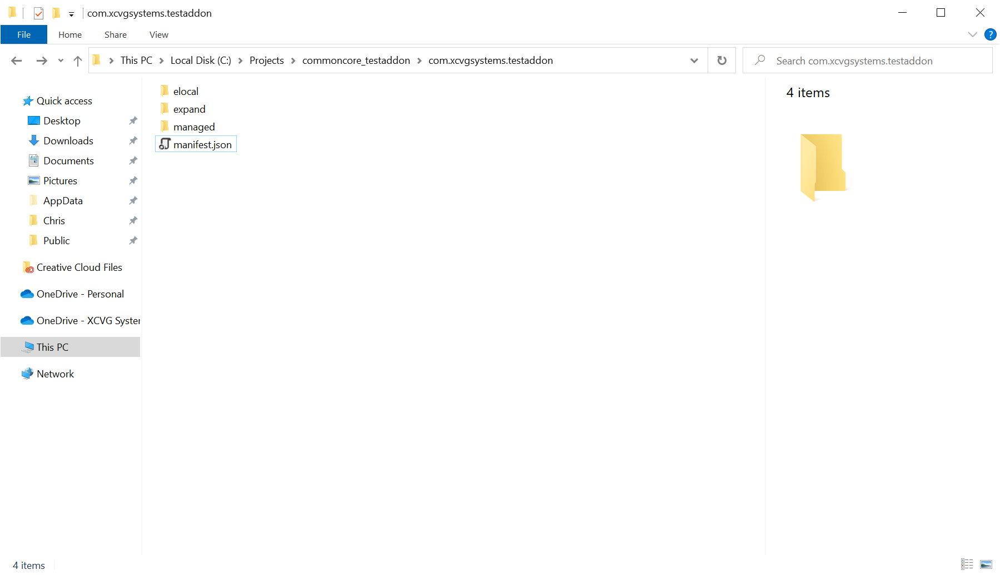 com.xcvgsystems.testaddon
File Home Share View
?
This PC Local Disk (C:) Projects commoncore_testaddon com.xcvgsystems.testaddon
Search com.xcvgsystems.testaddon
Quick access
Desktop
Downloads
Documents
Pictures
AppData
Chris
Public
Creative Cloud Files
OneDrive - Personal
OneDrive - XCVG Syster
This PC
Network
elocal
expand
managed
manifest.json
4 items
4 items